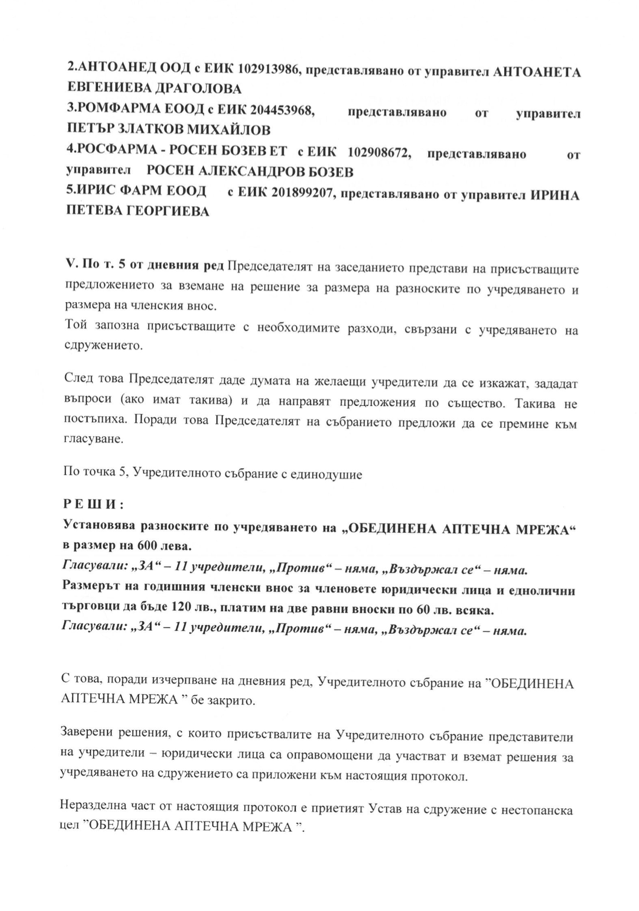 2.АНТОАНЕД ООД с ЕИК 102913986, представлявано от управител АНТОАНЕТА
ЕВГЕНИЕВА ДРАГОЛОВА
3.РОМФАРМА ЕООД с ЕИК 204453968, представлявано от управител
ПЕТЪР ЗЛАТКОВ МИХАЙЛОВ
4.РОСФАРМА - РОСЕН БОЗЕВ ЕТ с ЕИК 102908672, представлявано от
управител РОСЕН АЛЕКСАНДРОВ БОЗЕВ
5.ИРИС ФАРМ ЕООД с ЕИК 201899207, представлявано от управител ИРИНА
ПЕТЕВА ГЕОРГИЕВА
V. По т. 5 от дневния ред Председателят на заседанието представи на присъстващите
предложението за вземане на решение за размера на разноските по учредяването и
размера на членския внос.
Той запозна присъстващите с необходимите разходи, свързани с учредяването на
сдружението.
След това Председателят даде думата на желаещи учредители да се изкажат, зададат
въпроси (ако имат такива) и да направят предложения по същество. Такива не
постъпиха. Поради това Председателят на събранието предложи да се премине към
гласуване.
По точка 5, Учредителното събрание с единодушие
Р Е Ш И :
Установява разноските по учредяването на „ОБЕДИНЕНА АПТЕЧНА МРЕЖА“
в размер на 600 лева.
Гласували: „ЗА“ – 11 учредители, „Против“ – няма, „Въздържал се“ – няма.
Размерът на годишния членски внос за членовете юридически лица и еднолични
търговци да бъде 120 лв., платим на две равни вноски по 60 лв. всяка.
Гласували: „ЗА“ – 11 учредители, „Против“ – няма, „Въздържал се“ – няма.
С това, поради изчерпване на дневния ред, Учредителното събрание на ”ОБЕДИНЕНА
АПТЕЧНА МРЕЖА ” бе закрито.
Заверени решения, с които присъствалите на Учредителното събрание представители
на учредители – юридически лица са оправомощени да участват и вземат решения за
учредяването на сдружението са приложени към настоящия протокол.
Неразделна част от настоящия протокол е приетият Устав на сдружение с нестопанска
цел ”ОБЕДИНЕНА АПТЕЧНА МРЕЖА ”.